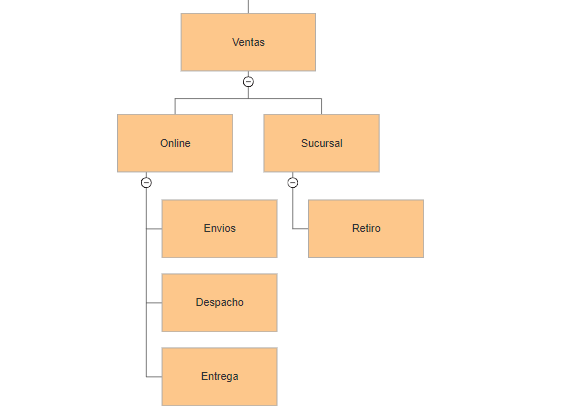 Ventas
Online
Sucursal
Envios
Retiro
Despacho
Entrega